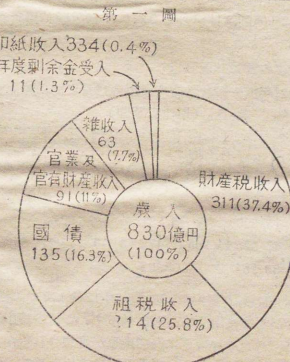 第一圖
印紙收入334(0.4%)
年度剩余金受入
11(1.3%)
雑收入
63
(7.7%)
官業及
官有財産收入
91(11%)
財産税收入
311(37.4%)
歳入
830億円
(100%)
國債
135(16.3%)
祖税收入
214(25.8%)